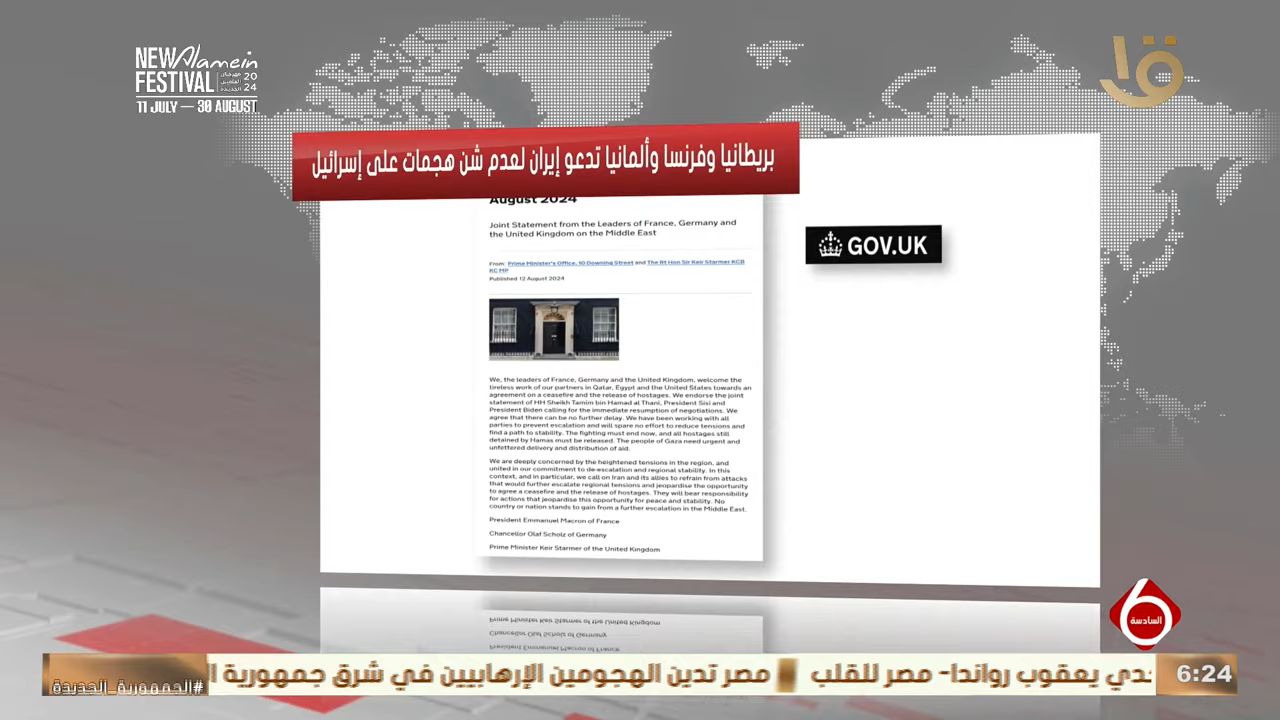 NEW Alamein
FESTIVAL مهرجان العلمين الجديدة 2024
11 JULY — 30 AUGUST
بريطانيا وفرنسا وألمانيا تدعو إيران لعدم شن هجمات على إسرائيل
August 2024
Joint Statement from the Leaders of France, Germany and
the United Kingdom on the Middle East
GOV.UK
From: Prime Minister's Office, 10 Downing Street and The Rt Hon Sir Keir Starmer KCB
KC MP
Published 12 August 2024
We, the leaders of France, Germany and the United Kingdom, welcome the
tireless work of our partners in Qatar, Egypt and the United States towards an
agreement on a ceasefire and the release of hostages. We endorse the joint
statement of HH Sheikh Tamim bin Hamad al Thani, President Sisi and
President Biden calling for the immediate resumption of negotiations. We
agree that there can be no further delay. We have been working with all
parties to prevent escalation and will spare no effort to reduce tensions and
find a path to stability. The fighting must end now, and all hostages still
detained by Hamas must be released. The people of Gaza need urgent and
unfettered delivery and distribution of aid.
We are deeply concerned by the heightened tensions in the region, and
united in our commitment to de-escalation and regional stability. In this
context, and in particular, we call on Iran and its allies to refrain from attacks
that would further escalate regional tensions and jeopardise the opportunity
to agree a ceasefire and the release of hostages. They will bear responsibility
for actions that jeopardise this opportunity for peace and stability. No
country or nation stands to gain from a further escalation in the Middle East.
President Emmanuel Macron of France
Chancellor Olaf Scholz of Germany
Prime Minister Keir Starmer of the United Kingdom
6 السادسة
دي يعقوب رواندا- مصر للقلب مصر تدين الهجومين الإرهابيين في شرق جمهورية ا
#الجمهورية_الجديدة
6:24